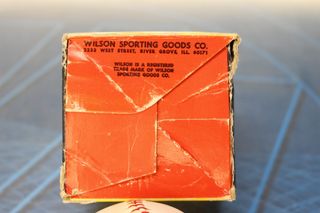 WILSON SPORTING GOODS CO.
2233 WEST STREET, RIVER GROVE, ILL. 60171
WILSON IS A REGISTERED
TRADE MARK OF WILSON
SPORTING GOODS CO.